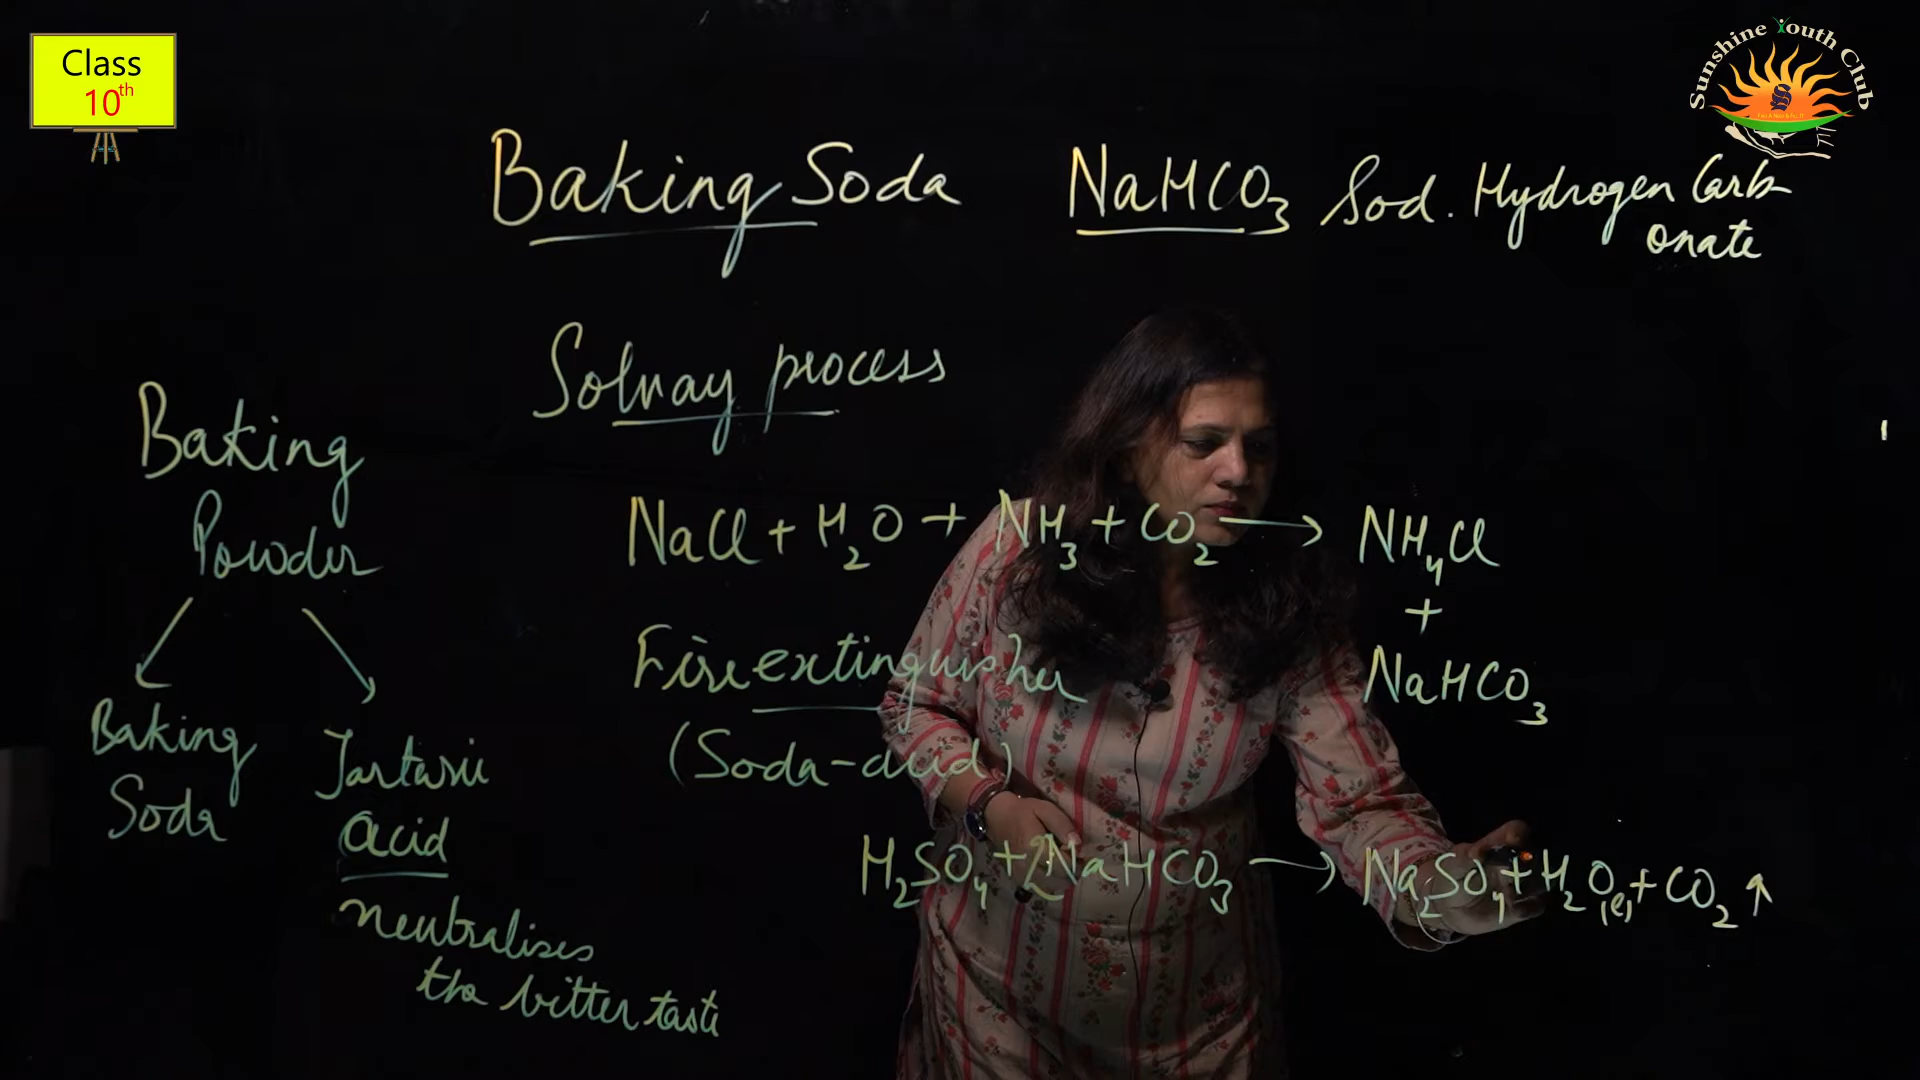 Class
10th
Sunshine Youth Club
Baking Soda NaHCO3 Sod. Hydrogen Carb-
onate
Solvay process
Baking
Powder
NaCl + H2O + NH3 + CO2 → NH4Cl
+
NaHCO3
Fire extinguisher
(Soda-acid)
Baking
Soda
Tartaric
acid
H2SO4 + 2NaHCO3 → Na2SO4 + H2O(l) + CO2 ↑
neutralises
the bitter taste